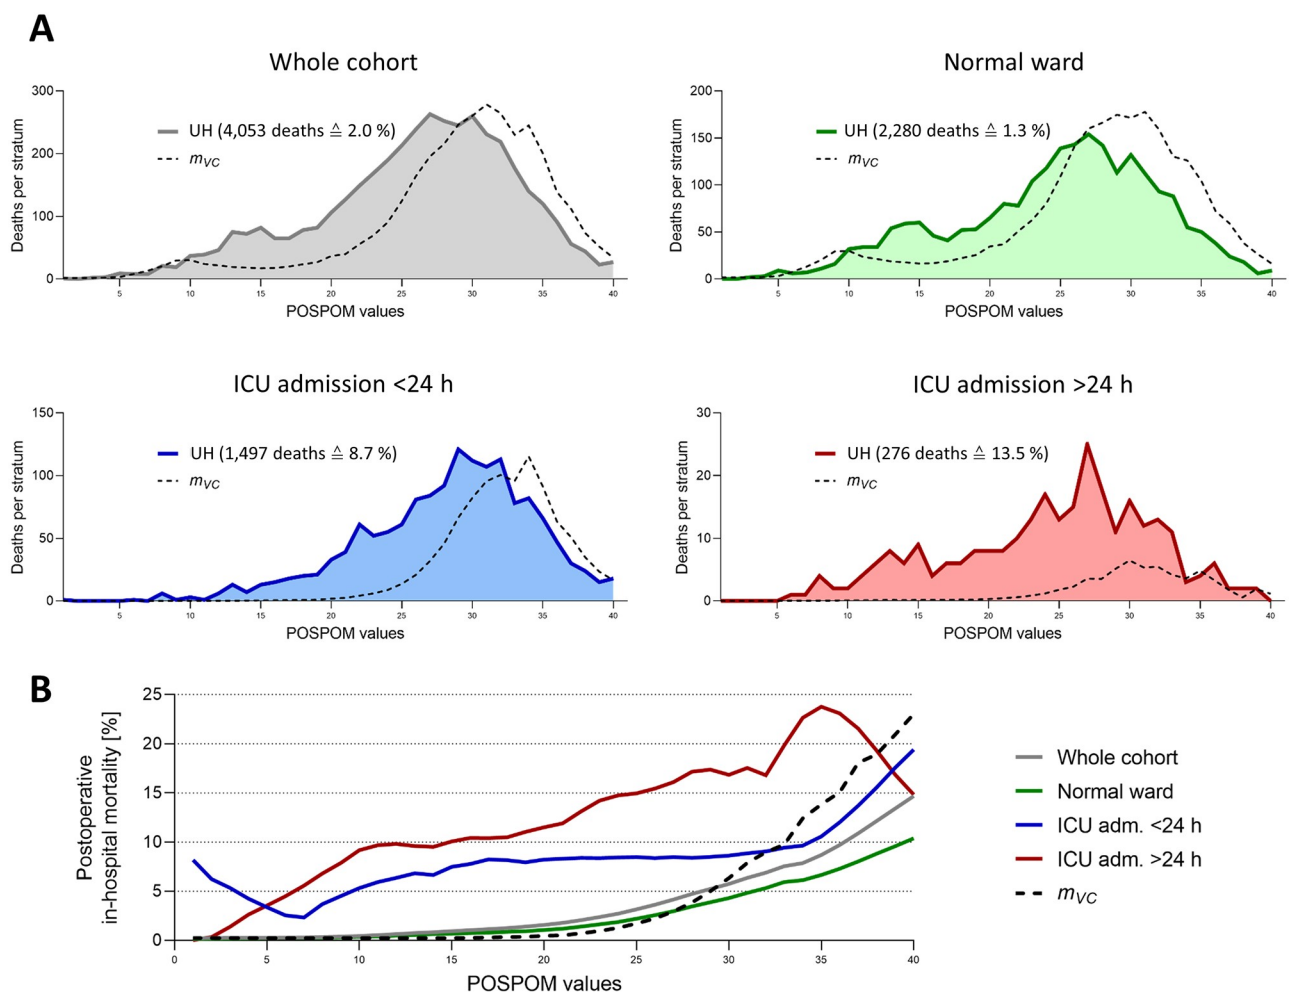 A
Whole cohort
300
200
100
0
Deaths per stratum
UH (4,053 deaths ≙ 2.0 %)
mVC
5 10 15 20 25 30 35 40
POSPOM values
Normal ward
200
150
100
50
0
Deaths per stratum
UH (2,280 deaths ≙ 1.3 %)
mVC
5 10 15 20 25 30 35 40
POSPOM values
ICU admission <24 h
150
100
50
0
Deaths per stratum
UH (1,497 deaths ≙ 8.7 %)
mVC
5 10 15 20 25 30 35 40
POSPOM values
ICU admission >24 h
30
20
10
0
Deaths per stratum
UH (276 deaths ≙ 13.5 %)
mVC
5 10 15 20 25 30 35 40
POSPOM values
B
25
20
15
10
5
0
Postoperative
in-hospital mortality [%]
0 5 10 15 20 25 30 35 40
POSPOM values
Whole cohort
Normal ward
ICU adm. <24 h
ICU adm. >24 h
mVC